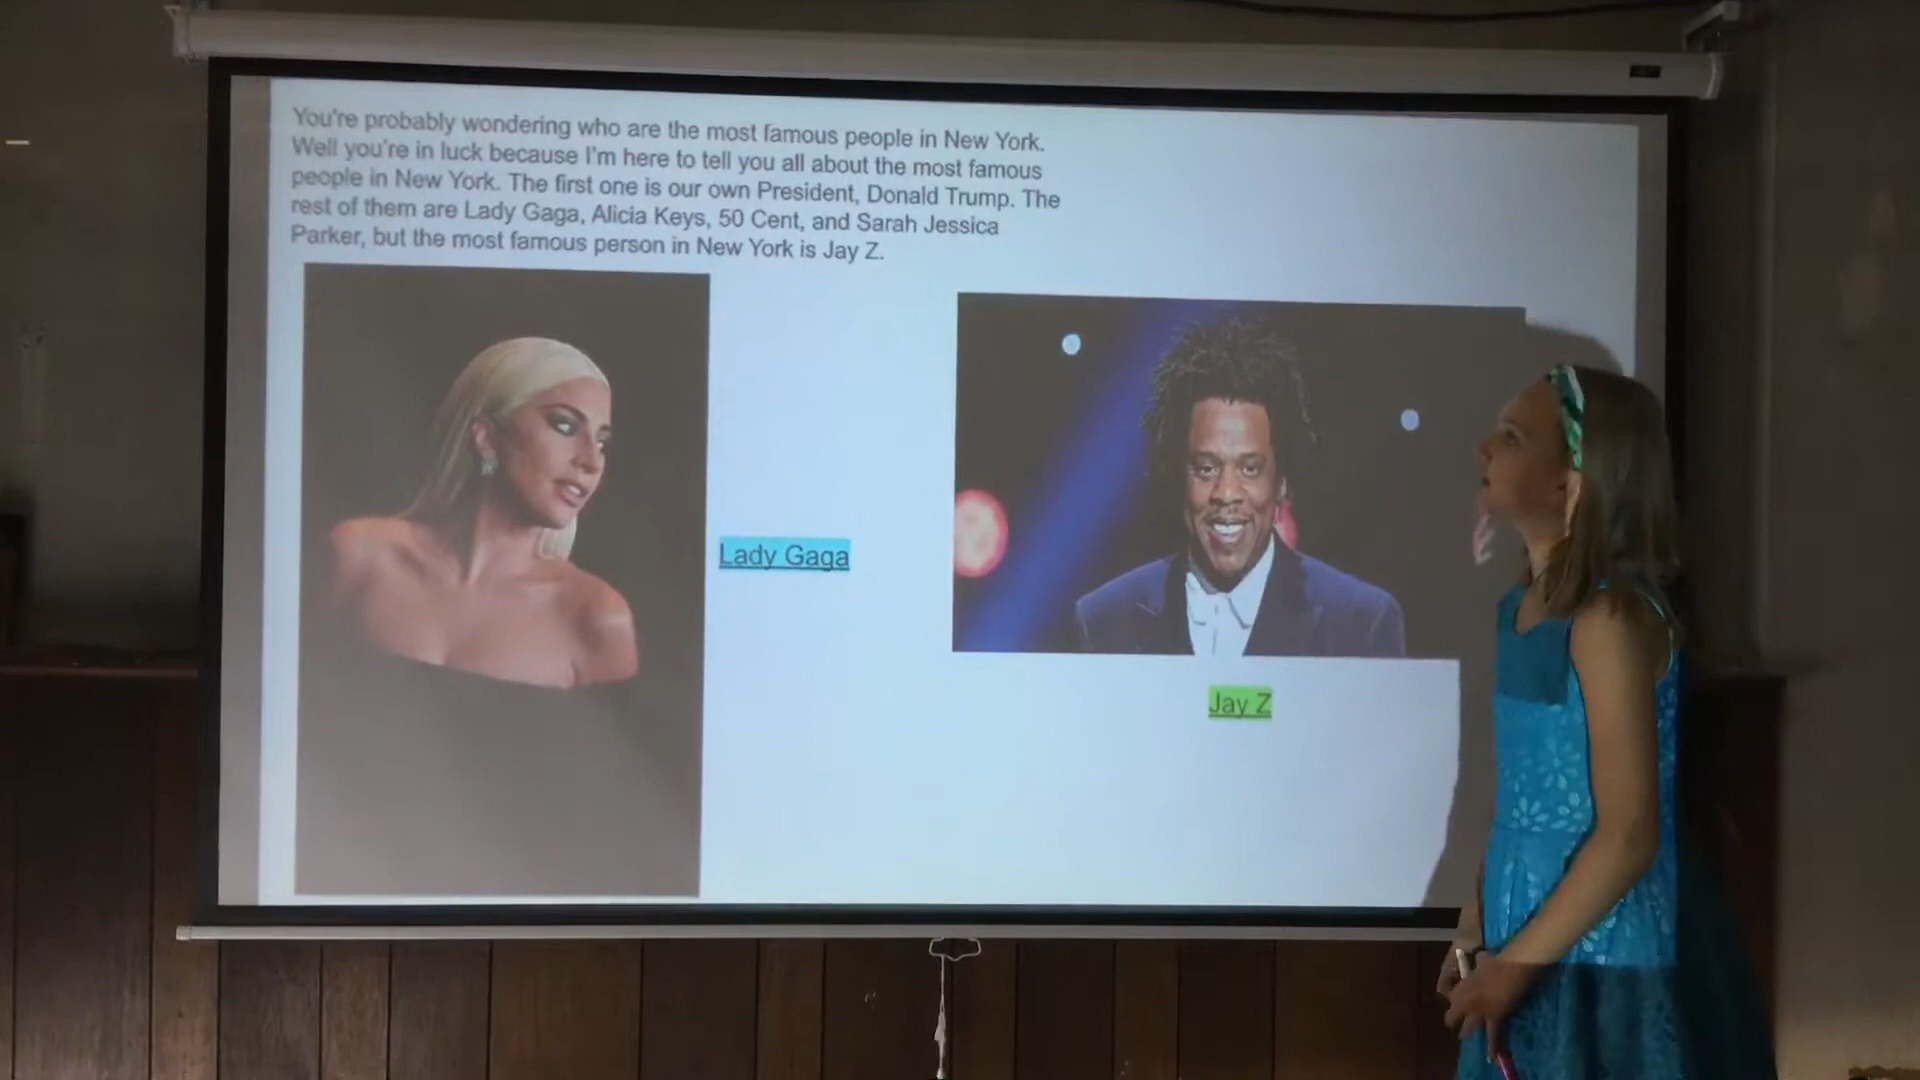 You're probably wondering who are the most famous people in New York.
Well you're in luck because I'm here to tell you all about the most famous
people in New York. The first one is our own President, Donald Trump. The
rest of them are Lady Gaga, Alicia Keys, 50 Cent, and Sarah Jessica
Parker, but the most famous person in New York is Jay Z.
Lady Gaga
Jay Z